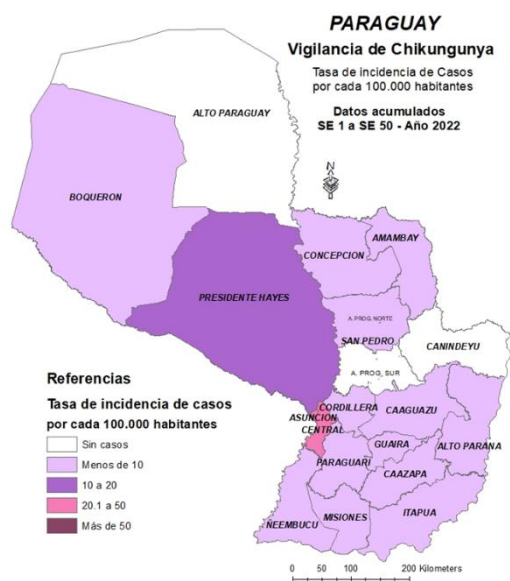 PARAGUAY
Vigilancia de Chikungunya
Tasa de incidencia de Casos
por cada 100.000 habitantes
Datos acumulados
SE 1 a SE 50 - Año 2022
N
ALTO PARAGUAY
BOQUERON
AMAMBAY
CONCEPCION
PRESIDENTE HAYES
A. PROG. NORTE
SAN PEDRO
CANINDEYU
A. PROG. SUR
CORDILLERA
ASUNCION
CAAGUAZU
CENTRAL
GUAIRA
ALTO PARANA
PARAGUARI
CAAZAPA
ÑEEMBUCU
MISIONES
ITAPUA
Referencias
Tasa de incidencia de casos
por cada 100.000 habitantes
Sin casos
Menos de 10
10 a 20
20.1 a 50
Más de 50
0 50 100 200 Kilometers